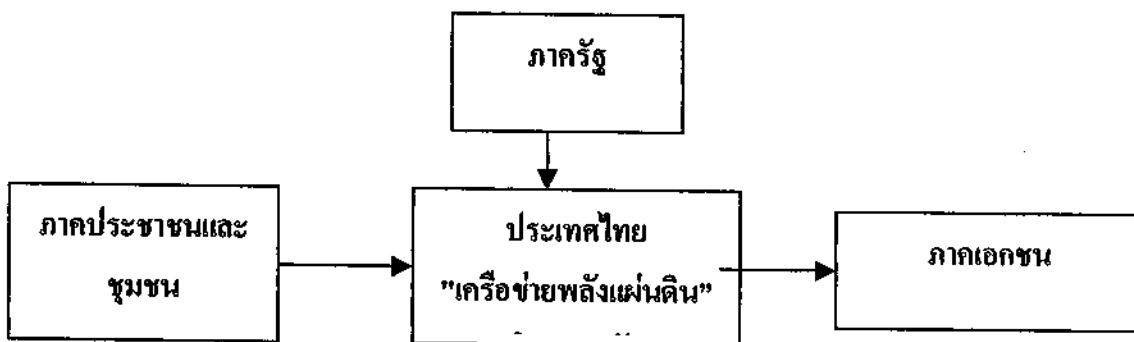 ภาครัฐ
ภาคประชาชนและ
ชุมชน
ประเทศไทย
"เครือข่ายพลังแผ่นดิน”
ภาคเอกชน